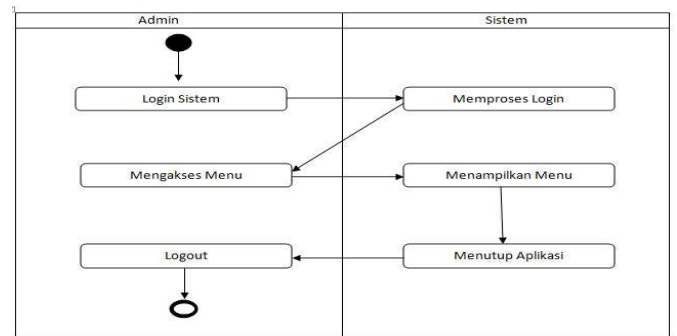 Admin
Sistem
Login Sistem
Memproses Login
Mengakses Menu
Menampilkan Menu
Logout
Menutup Aplikasi